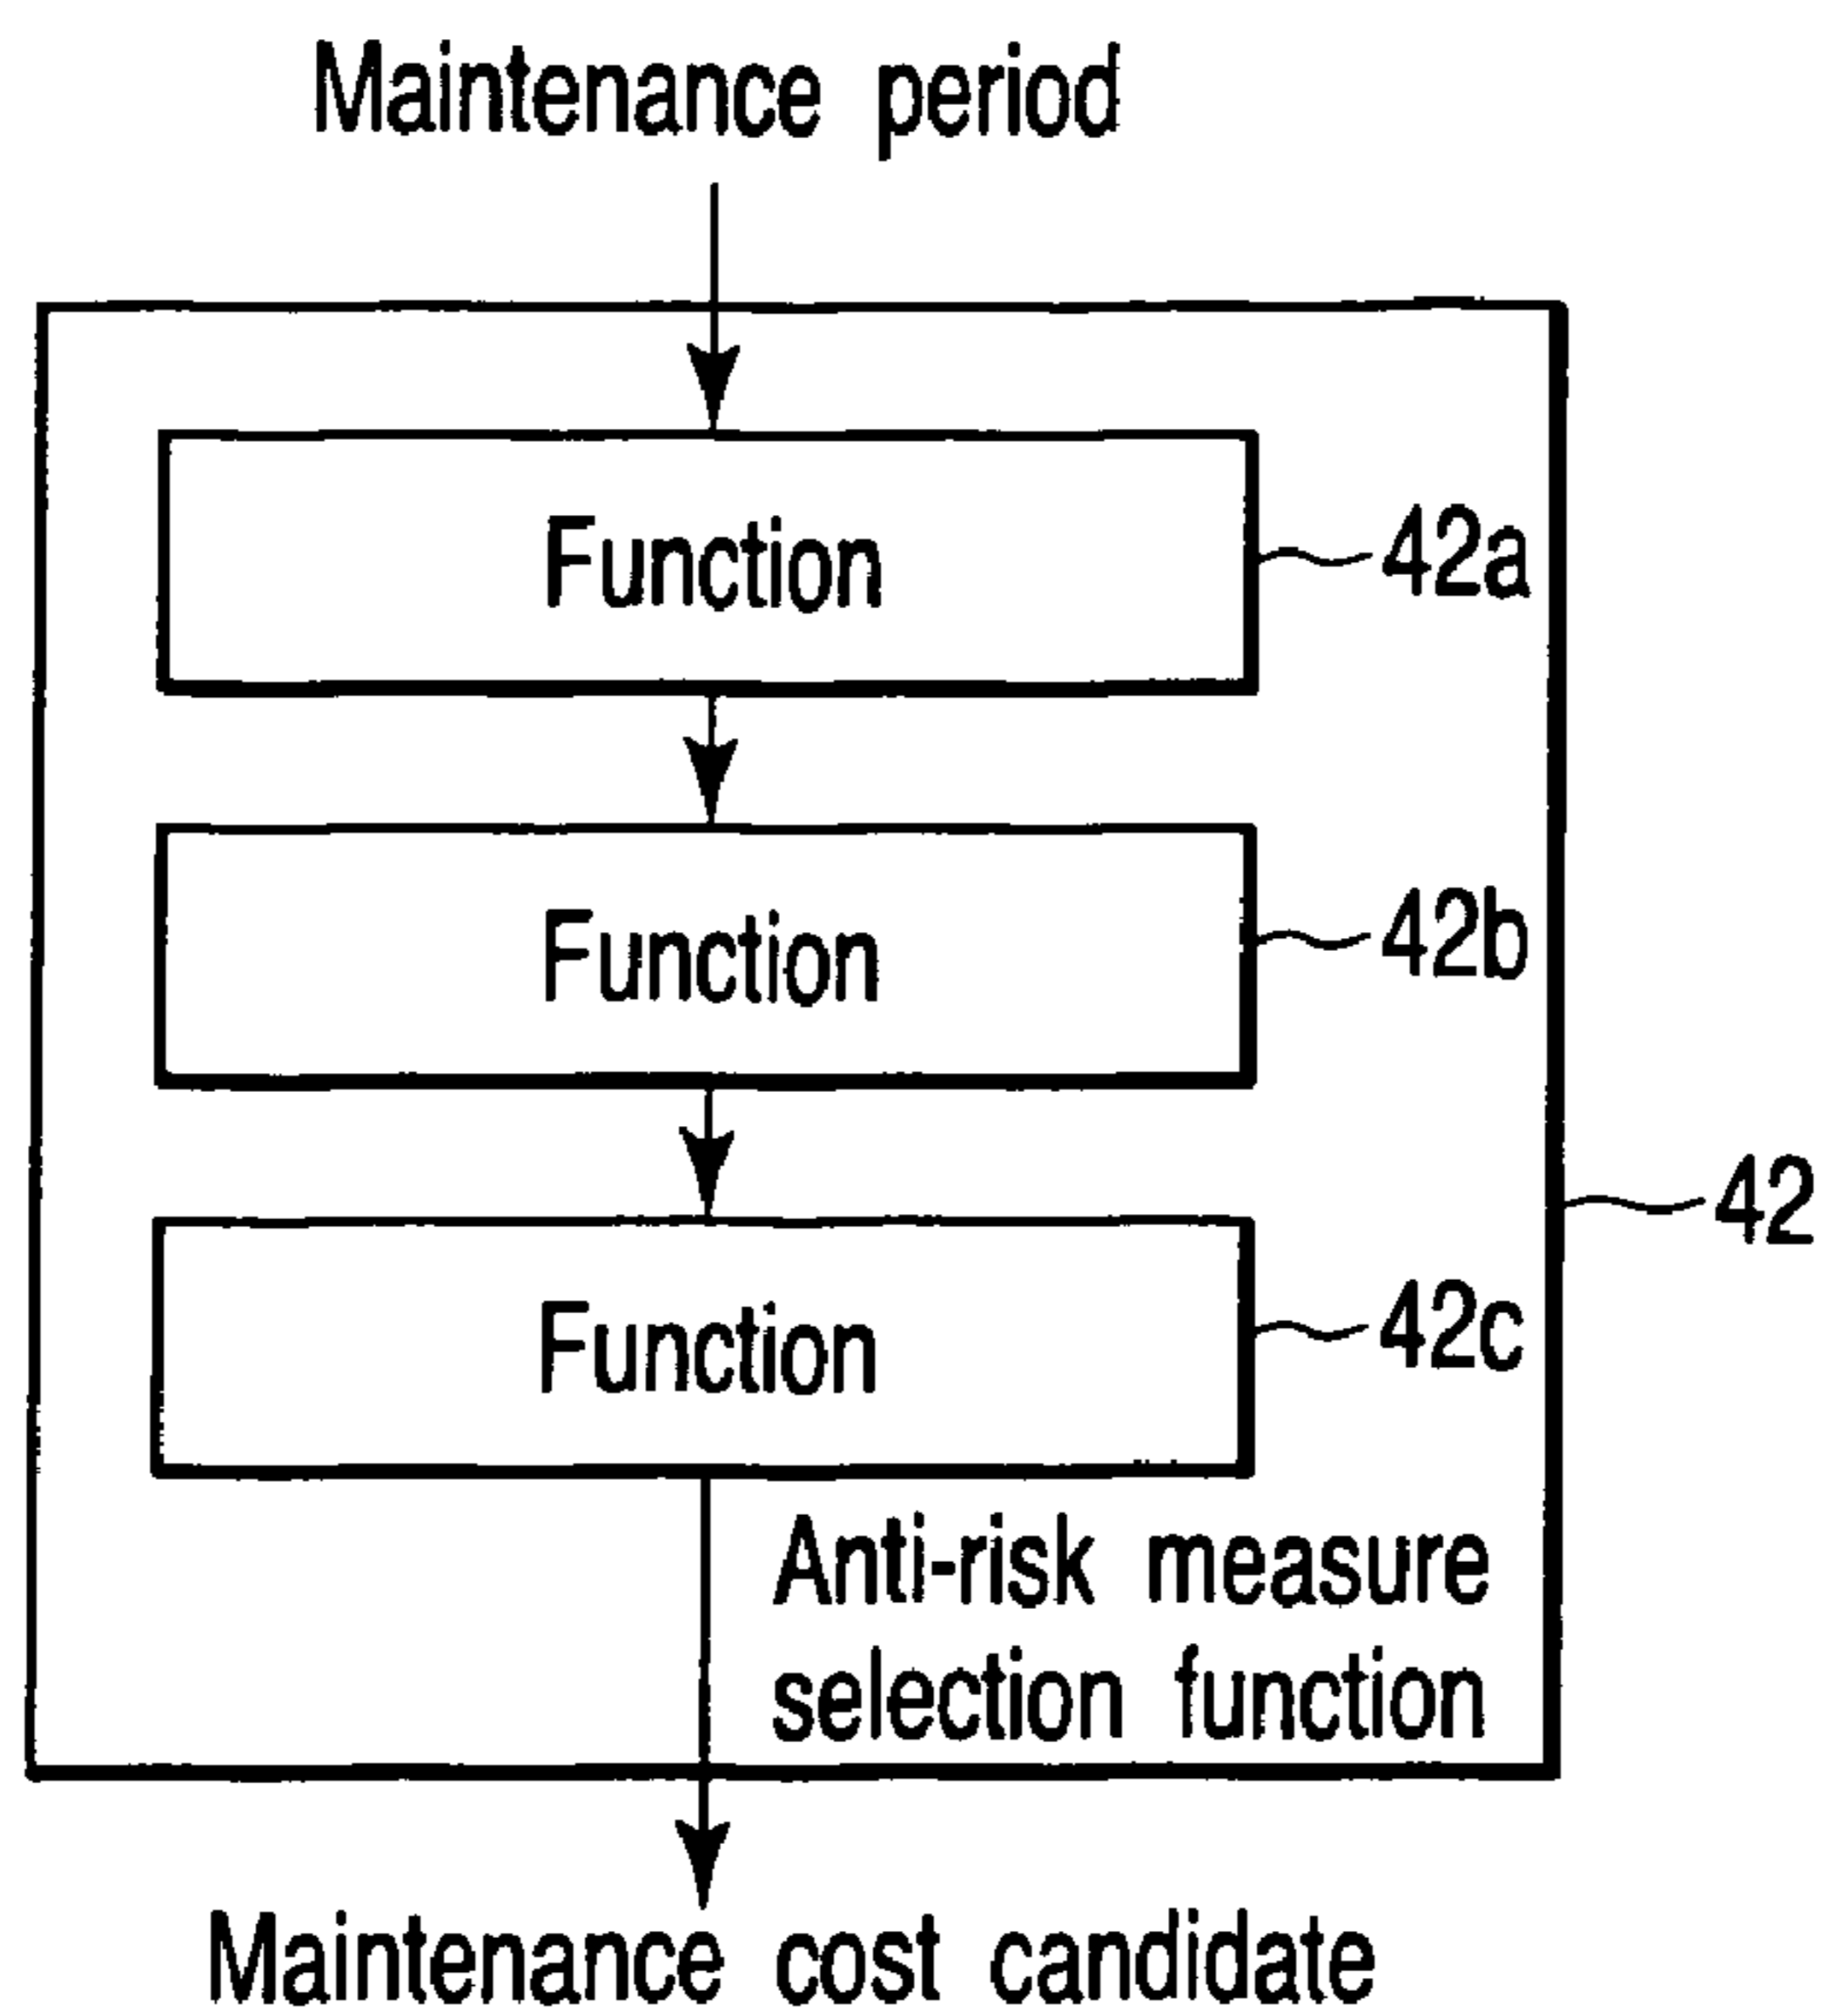 Maintenance period
Function
42a
Function
42b
42
Function
42c
Anti-risk measure
selection function
Maintenance cost candidate